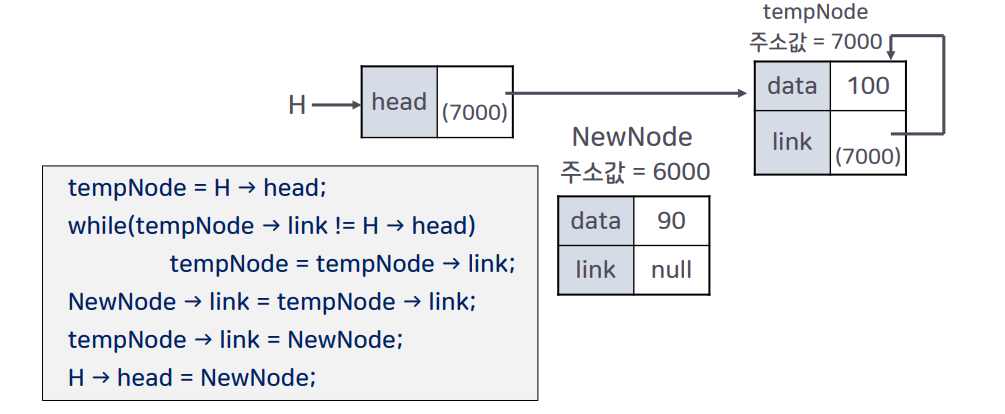 tempNode
주소값 = 7000
data 100
link (7000)
H head (7000)
NewNode
주소값 = 6000
data 90
link null
tempNode = H → head;
while(tempNode → link != H → head)
tempNode = tempNode → link;
NewNode → link = tempNode → link;
tempNode → link = NewNode;
H → head = NewNode;